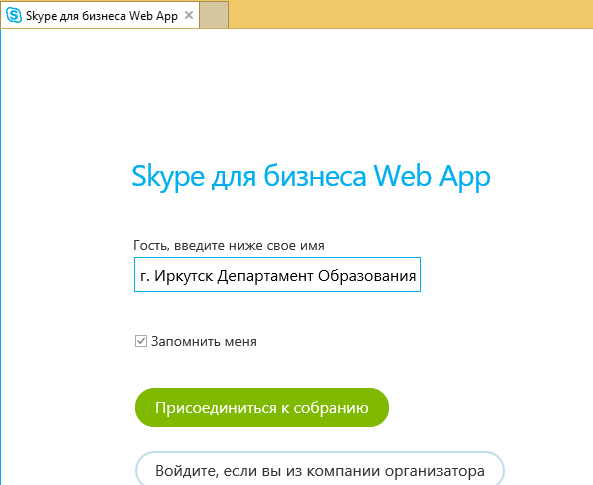 Skype для бизнеса Web App
Skype для бизнеса Web App
Гость, введите ниже свое имя
г. Иркутск Департамент Образования
Запомнить меня
Присоединиться к собранию
Войдите, если вы из компании организатора